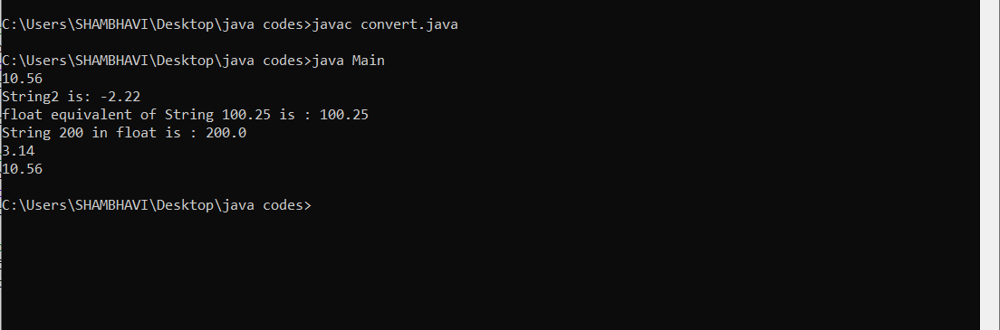 C:\Users\SHAMBHAVI\Desktop\java codes>javac convert.java
C:\Users\SHAMBHAVI\Desktop\java codes>java Main
10.56
String2 is: -2.22
float equivalent of String 100.25 is : 100.25
String 200 in float is : 200.0
3.14
10.56
C:\Users\SHAMBHAVI\Desktop\java codes>